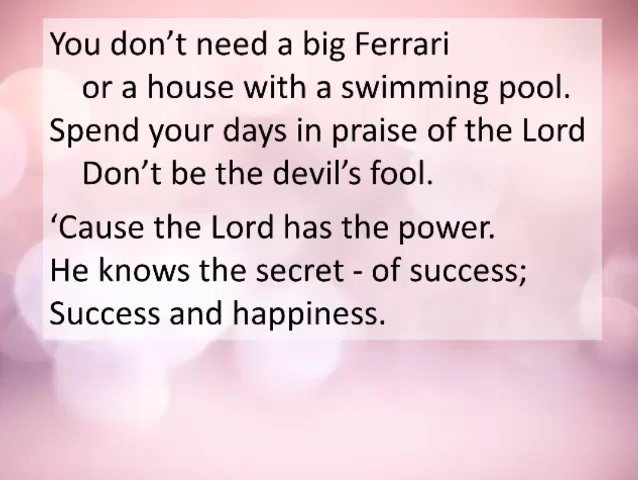 You don’t need a big Ferrari
or a house with a swimming pool.
Spend your days in praise of the Lord
Don’t be the devil’s fool.
‘Cause the Lord has the power.
He knows the secret - of success;
Success and happiness.